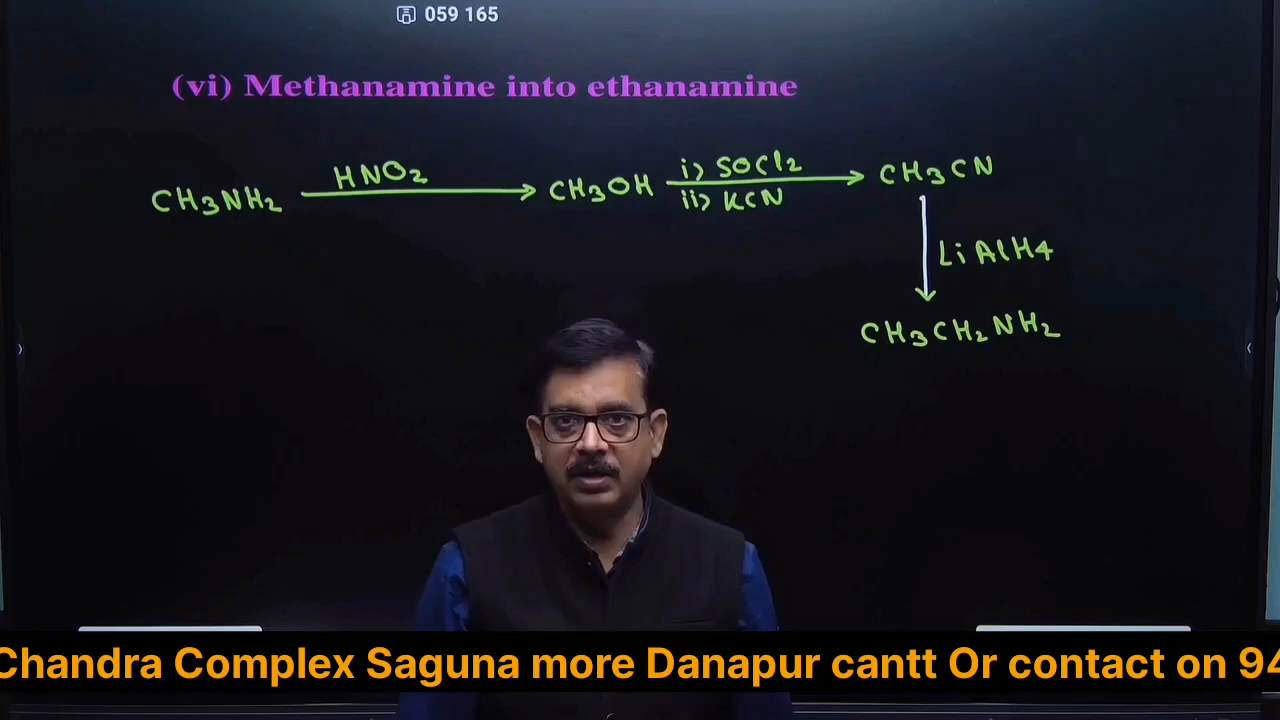 059 165
(vi) Methanamine into ethanamine
CH3NH2 HNO2 CH3OH i) SOCl2 ii) KCN CH3CN
LiAlH4
CH3CH2NH2
Chandra Complex Saguna more Danapur cantt Or contact on 94